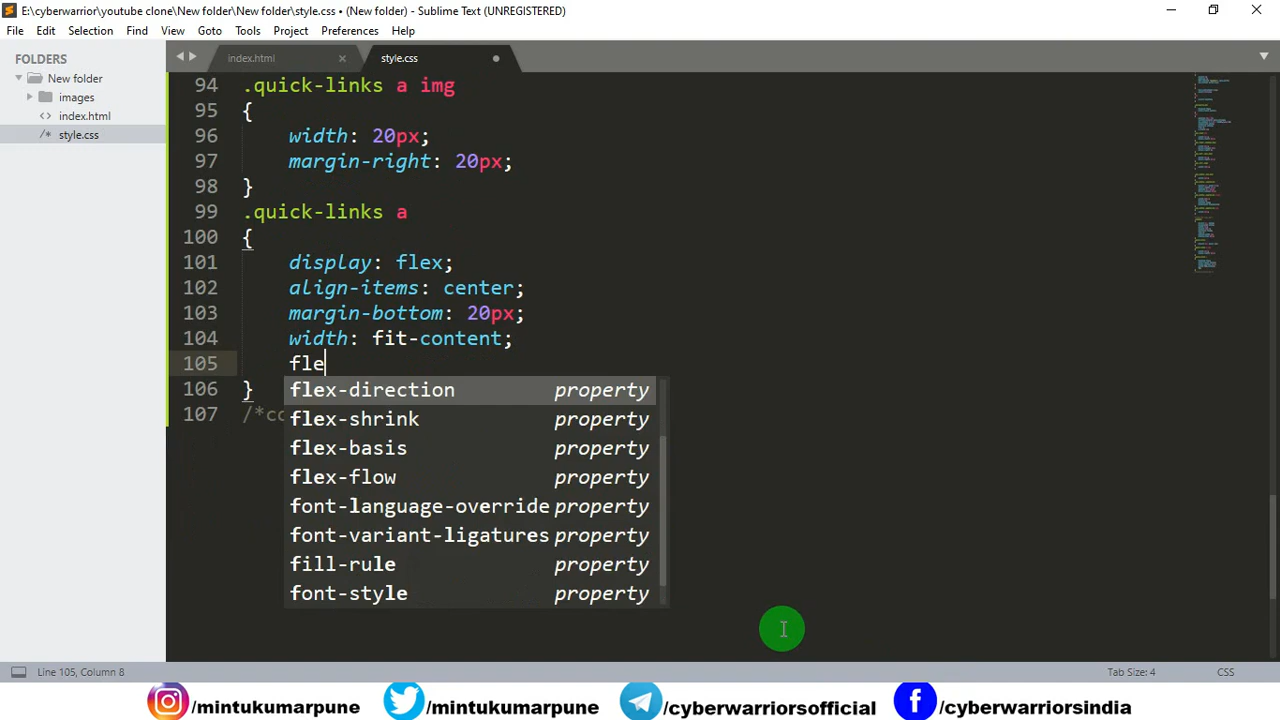 E:\cyberwarrior\youtube clone\New folder\New folder\style.css • (New folder) - Sublime Text (UNREGISTERED)
File Edit Selection Find View Goto Tools Project Preferences Help
FOLDERS
New folder
images
<> index.html
/* style.css
index.html × style.css
94 .quick-links a img
95 {
96 width: 20px;
97 margin-right: 20px;
98 }
99 .quick-links a
100 {
101 display: flex;
102 align-items: center;
103 margin-bottom: 20px;
104 width: fit-content;
105 fle
flex-direction property
106 }
flex-shrink property
107 /*co
flex-basis property
flex-flow property
font-language-override property
font-variant-ligatures property
fill-rule property
font-style property
Line 105, Column 8 Tab Size: 4 CSS
/mintukumarpune /mintukumarpune /cyberwarriorsofficial /cyberwarriorsindia